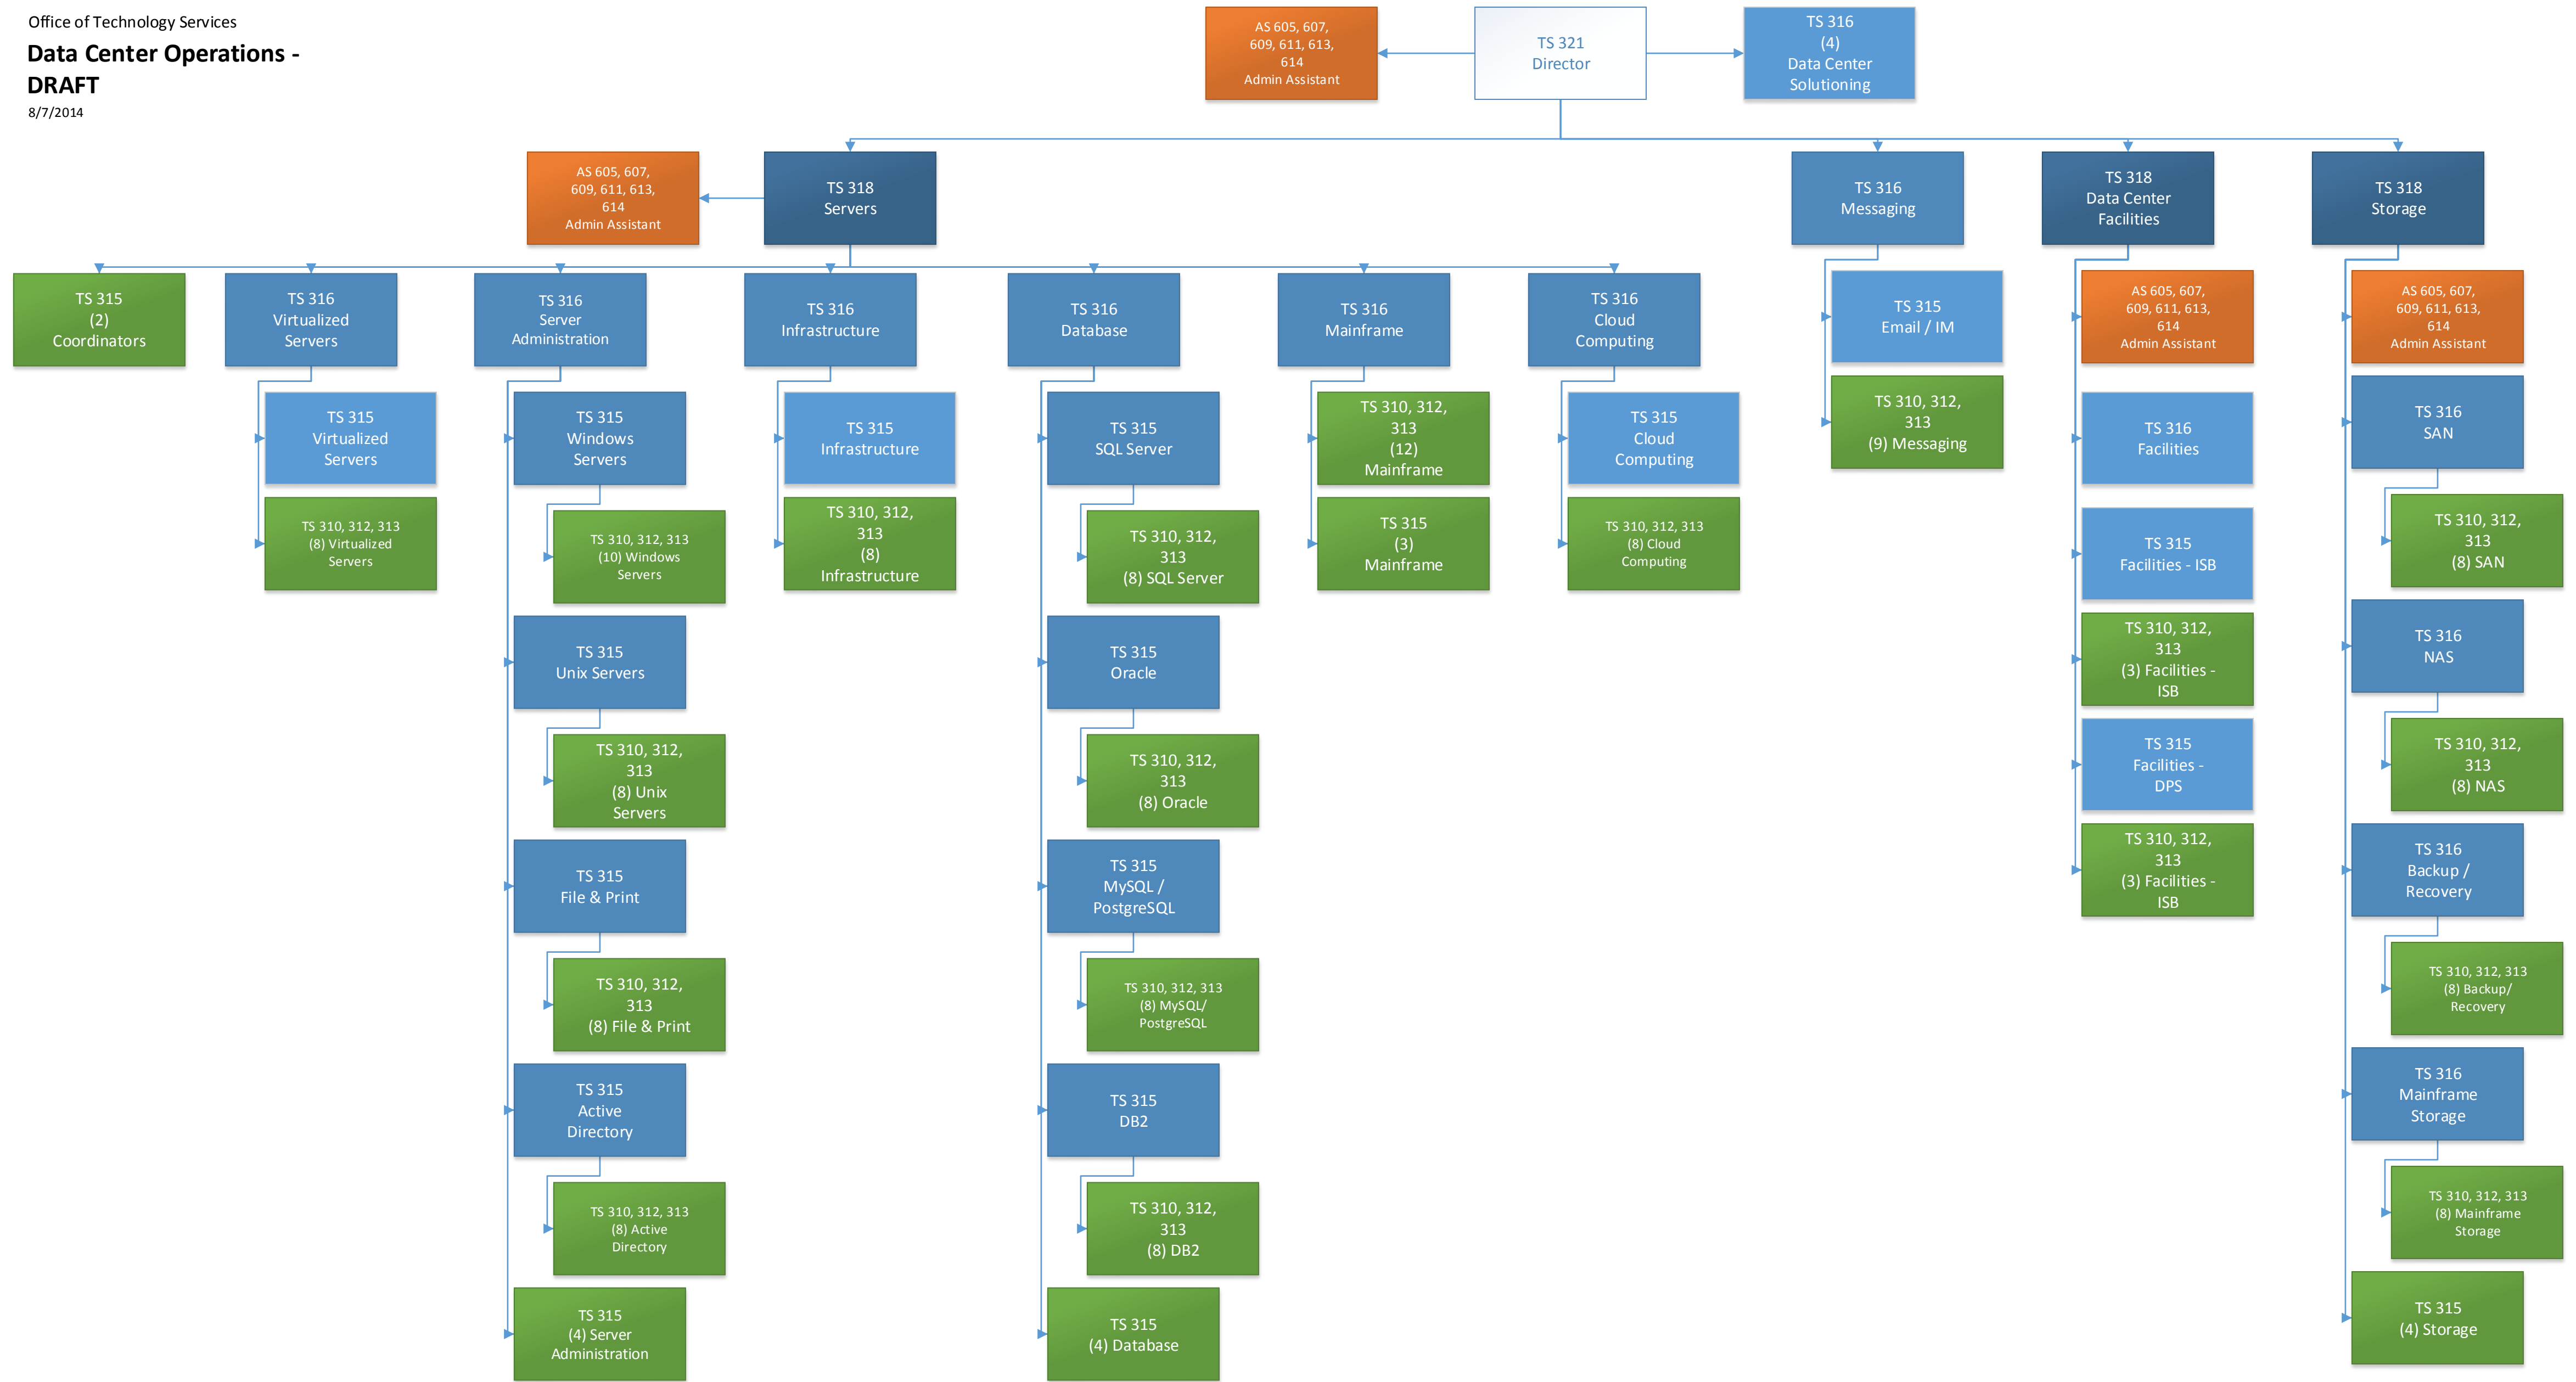 Office of Technology Services
Data Center Operations -
DRAFT
8/7/2014
AS 605, 607,
609, 611, 613,
614
Admin Assistant
TS 321
Director
TS 316
(4)
Data Center
Solutioning
AS 605, 607,
609, 611, 613,
614
Admin Assistant
TS 318
Servers
TS 316
Messaging
TS 318
Data Center
Facilities
TS 318
Storage
TS 315
(2)
Coordinators
TS 316
Virtualized
Servers
TS 316
Server
Administration
TS 316
Infrastructure
TS 316
Database
TS 316
Mainframe
TS 316
Cloud
Computing
TS 315
Virtualized
Servers
TS 310, 312, 313
(8) Virtualized
Servers
TS 315
Windows
Servers
TS 310, 312, 313
(10) Windows
Servers
TS 315
Unix Servers
TS 310, 312,
313
(8) Unix
Servers
TS 315
File & Print
TS 310, 312,
313
(8) File & Print
TS 315
Active
Directory
TS 310, 312, 313
(8) Active
Directory
TS 315
(4) Server
Administration
TS 315
Infrastructure
TS 310, 312,
313
(8)
Infrastructure
TS 315
SQL Server
TS 310, 312,
313
(8) SQL Server
TS 315
Oracle
TS 310, 312,
313
(8) Oracle
TS 315
MySQL /
PostgreSQL
TS 310, 312, 313
(8) MySQL/
PostgreSQL
TS 315
DB2
TS 310, 312,
313
(8) DB2
TS 315
(4) Database
TS 310, 312,
313
(12)
Mainframe
TS 315
(3)
Mainframe
TS 315
Cloud
Computing
TS 310, 312, 313
(8) Cloud
Computing
TS 315
Email / IM
TS 310, 312,
313
(9) Messaging
AS 605, 607,
609, 611, 613,
614
Admin Assistant
TS 316
Facilities
TS 315
Facilities - ISB
TS 310, 312,
313
(3) Facilities -
ISB
TS 315
Facilities -
DPS
TS 310, 312,
313
(3) Facilities -
ISB
AS 605, 607,
609, 611, 613,
614
Admin Assistant
TS 316
SAN
TS 310, 312,
313
(8) SAN
TS 316
NAS
TS 310, 312,
313
(8) NAS
TS 316
Backup /
Recovery
TS 310, 312, 313
(8) Backup/
Recovery
TS 316
Mainframe
Storage
TS 310, 312, 313
(8) Mainframe
Storage
TS 315
(4) Storage